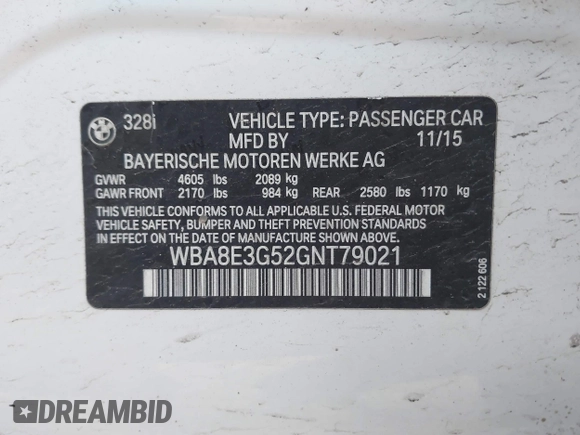 BMW
328i VEHICLE TYPE: PASSENGER CAR
MFD BY 11/15
BAYERISCHE MOTOREN WERKE AG
GVWR 4605 lbs 2089 kg
GAWR FRONT 2170 lbs 984 kg REAR 2580 lbs 1170 kg
THIS VEHICLE CONFORMS TO ALL APPLICABLE U.S. FEDERAL MOTOR
VEHICLE SAFETY, BUMPER AND THEFT PREVENTION STANDARDS
IN EFFECT ON THE DATE OF MANUFACTURE SHOWN ABOVE.
WBA8E3G52GNT79021
2 122 606
DREAMBID